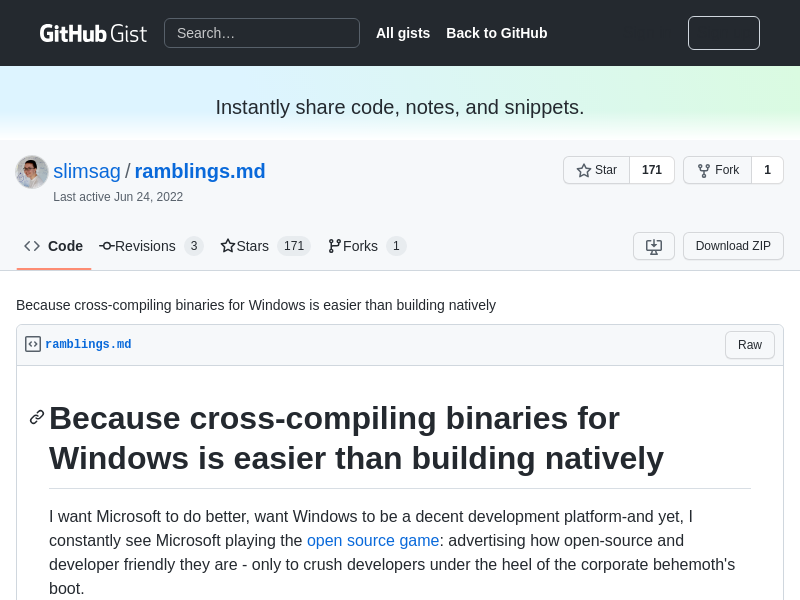 GitHub Gist Search… All gists Back to GitHub
Instantly share code, notes, and snippets.
slimsag / ramblings.md Star 171 Fork 1
Last active Jun 24, 2022
Code Revisions 3 Stars 171 Forks 1 Download ZIP
Because cross-compiling binaries for Windows is easier than building natively
ramblings.md Raw
Because cross-compiling binaries for
Windows is easier than building natively
I want Microsoft to do better, want Windows to be a decent development platform-and yet, I
constantly see Microsoft playing the open source game: advertising how open-source and
developer friendly they are - only to crush developers under the heel of the corporate behemoth's
boot.